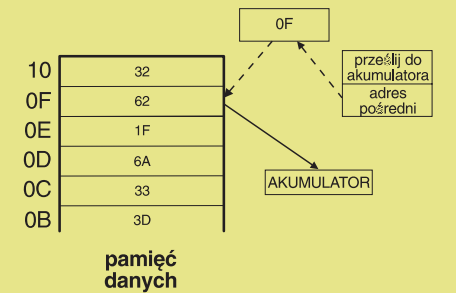 0F
prześlij do
akumulatora
adres
pośredni
10 32
0F 62
0E 1F
0D 6A
0C 33
0B 3D
AKUMULATOR
pamięć
danych